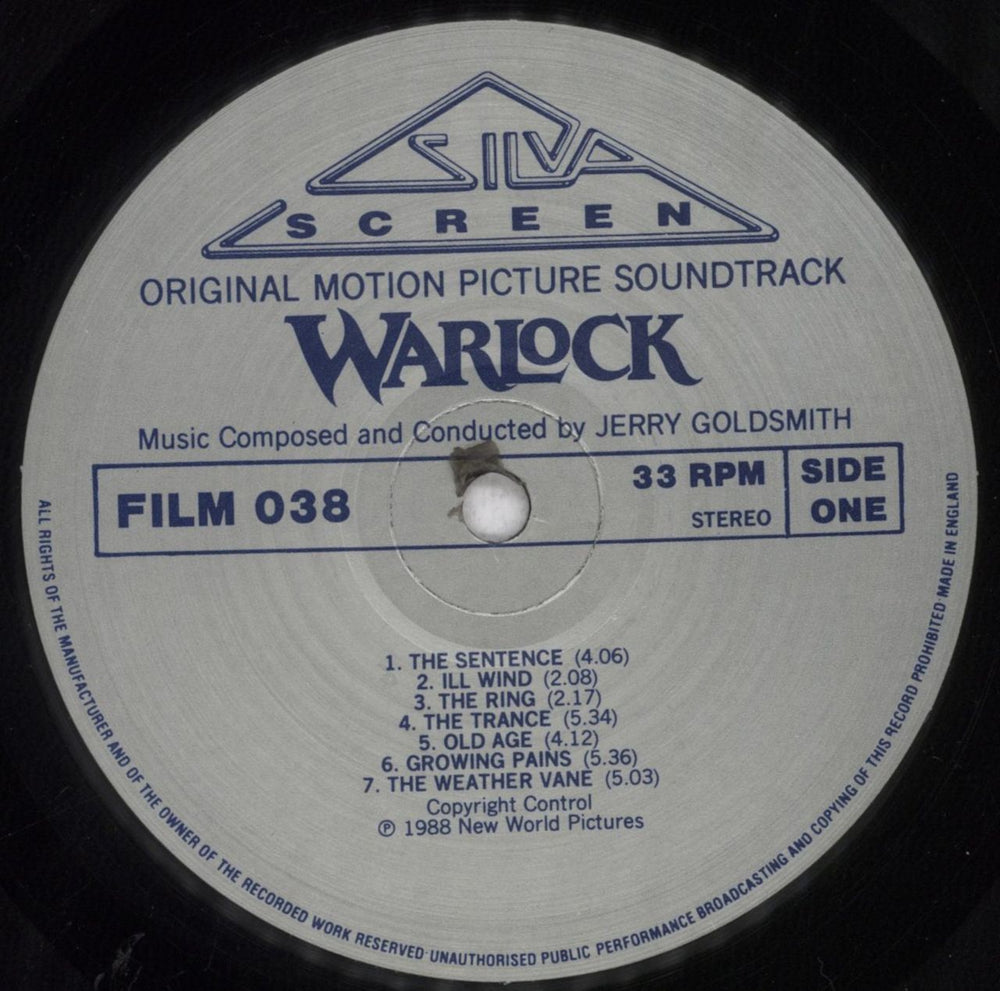 SILVA
SCREEN
ORIGINAL MOTION PICTURE SOUNDTRACK
WARLOCK
Music Composed and Conducted by JERRY GOLDSMITH
FILM 038
33 RPM
STEREO
SIDE
ONE
1. THE SENTENCE (4.06)
2. ILL WIND (2.08)
3. THE RING (2.17)
4. THE TRANCE (5.34)
5. OLD AGE (4.12)
6. GROWING PAINS (5.36)
7. THE WEATHER VANE (5.03)
Copyright Control
℗ 1988 New World Pictures
ALL RIGHTS OF THE MANUFACTURER AND OF THE OWNER OF THE RECORDED WORK RESERVED·UNAUTHORISED PUBLIC PERFORMANCE BROADCASTING AND COPYING OF THIS RECORD PROHIBITED·MADE IN ENGLAND